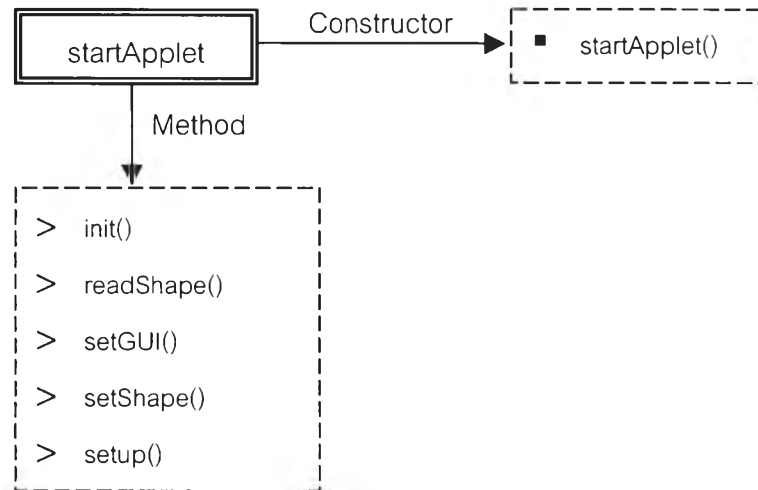 startApplet
Constructor
▪ startApplet()
Method
> init()
> readShape()
> setGUI()
> setShape()
> setup()